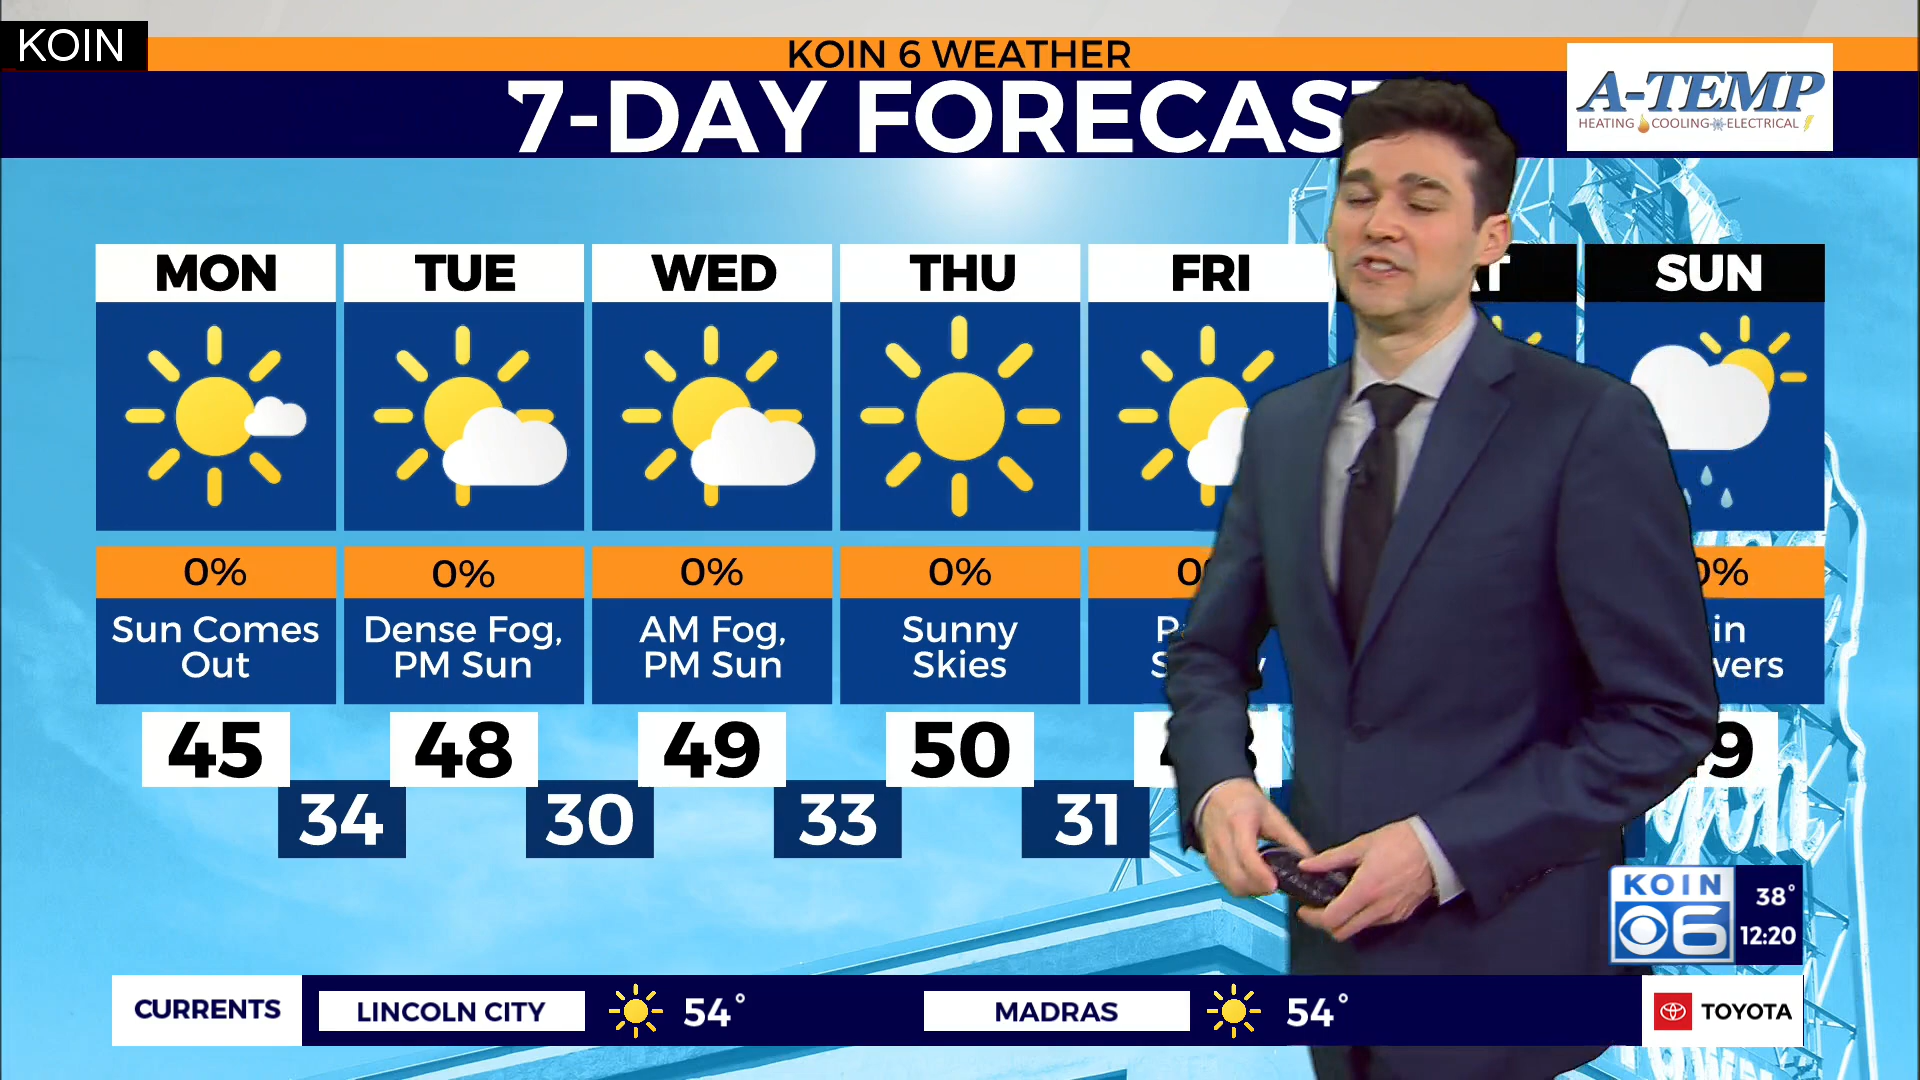 KOIN
KOIN 6 WEATHER
7-DAY FORECAST
A-TEMP
HEATING COOLING ELECTRICAL
MON TUE WED THU FRI SUN
0% 0% 0% 0%
Sun Comes Out
Dense Fog, PM Sun
AM Fog, PM Sun
Sunny Skies
45 48 49 50
34 30 33 31
KOIN 6
38°
12:20
CURRENTS LINCOLN CITY 54° MADRAS 54° TOYOTA